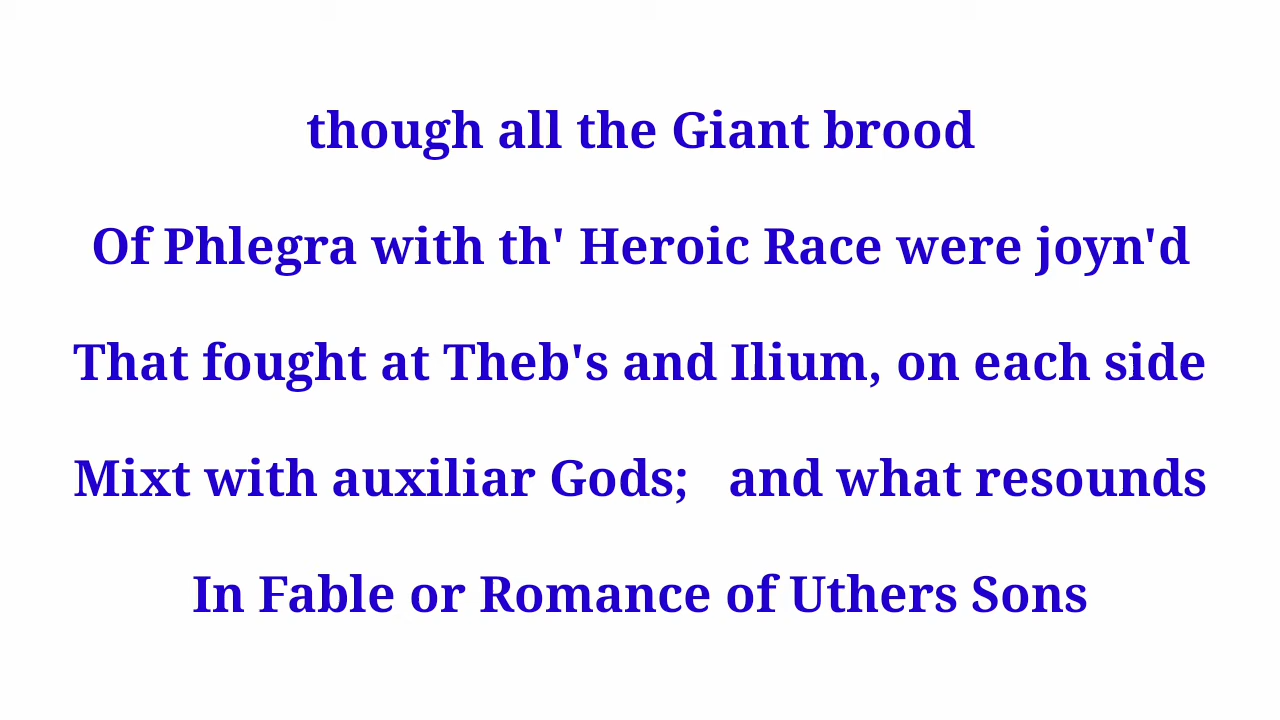 though all the Giant brood
Of Phlegra with th' Heroic Race were joyn'd
That fought at Theb's and Ilium, on each side
Mixt with auxiliar Gods;   and what resounds
In Fable or Romance of Uthers Sons